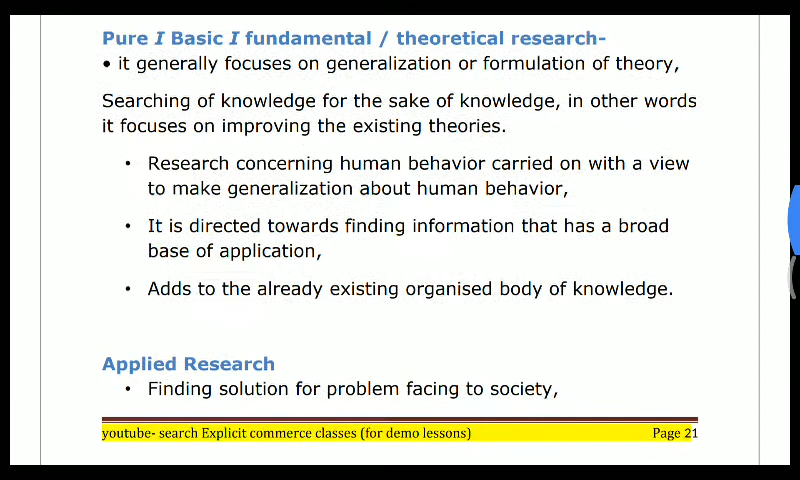 Pure I Basic I fundamental / theoretical research-
• it generally focuses on generalization or formulation of theory,
Searching of knowledge for the sake of knowledge, in other words
it focuses on improving the existing theories.
• Research concerning human behavior carried on with a view
to make generalization about human behavior,
• It is directed towards finding information that has a broad
base of application,
• Adds to the already existing organised body of knowledge.
Applied Research
• Finding solution for problem facing to society,
youtube- search Explicit commerce classes (for demo lessons) Page 21